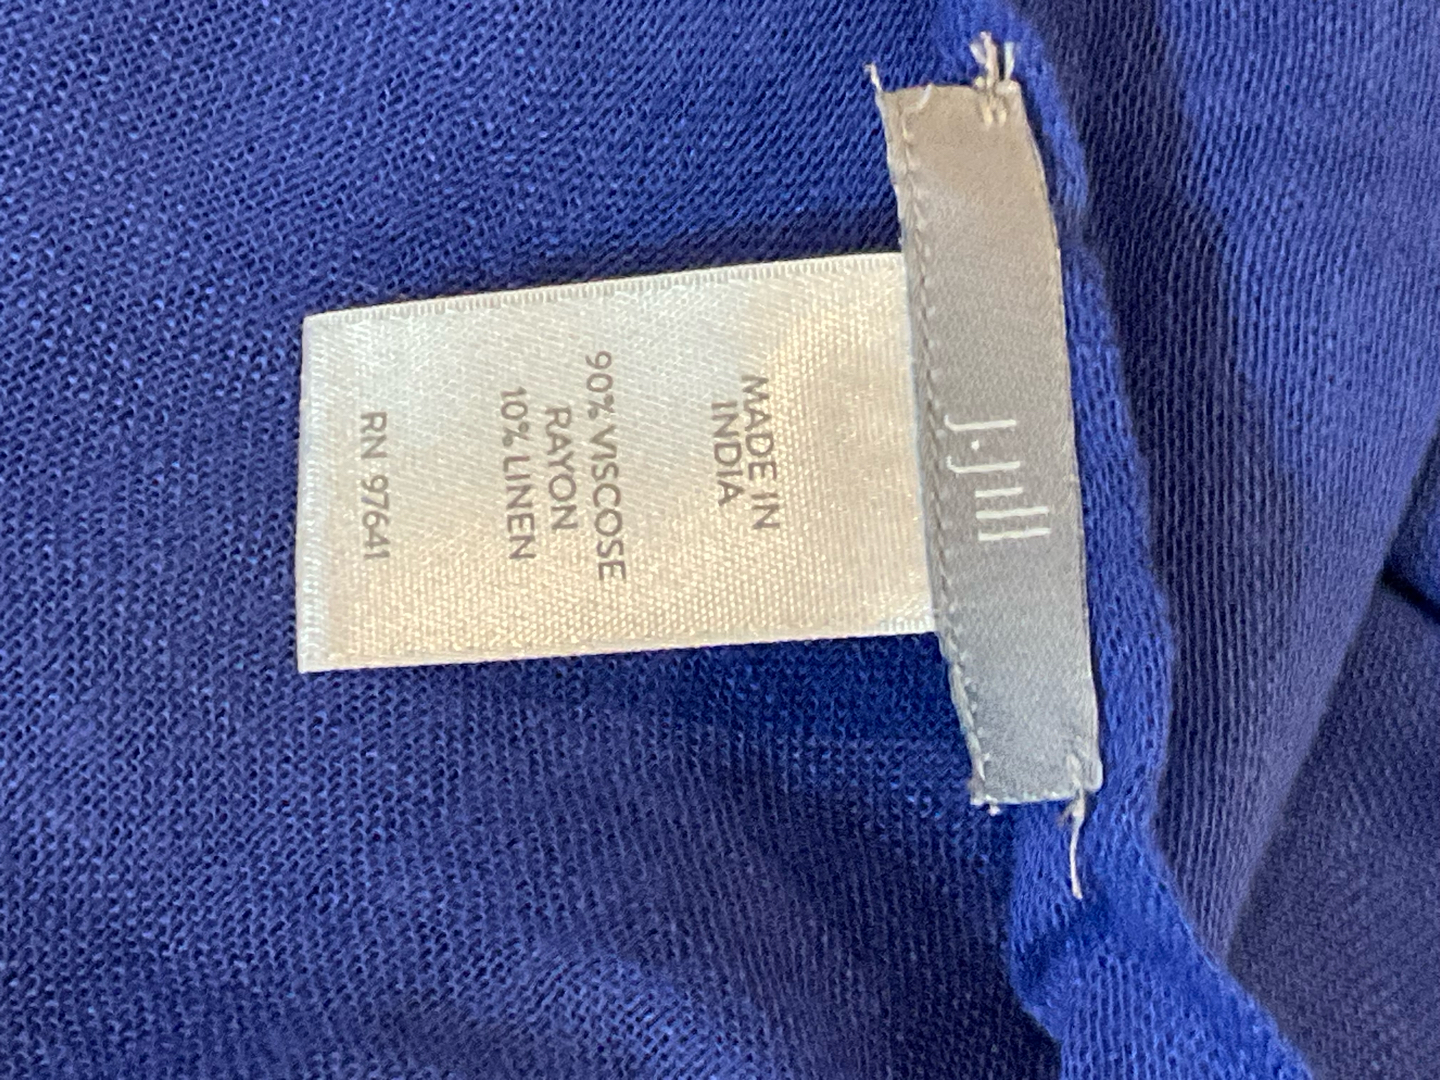 J.Jill
MADE IN
INDIA
90% VISCOSE
RAYON
10% LINEN
RN 97641